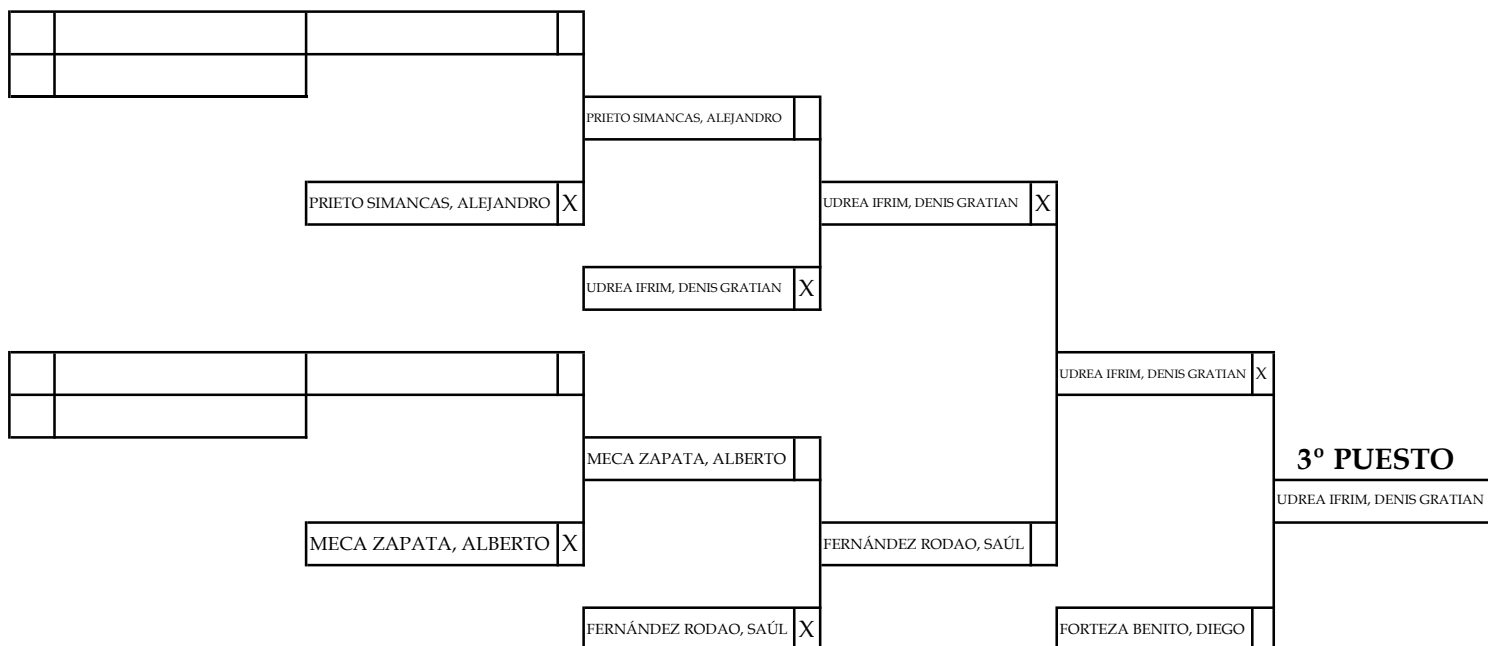 PRIETO SIMANCAS, ALEJANDRO
PRIETO SIMANCAS, ALEJANDRO X
UDREA IFRIM, DENIS GRATIAN X
UDREA IFRIM, DENIS GRATIAN X
UDREA IFRIM, DENIS GRATIAN X
MECA ZAPATA, ALBERTO
3º PUESTO
UDREA IFRIM, DENIS GRATIAN
MECA ZAPATA, ALBERTO X
FERNÁNDEZ RODAO, SAÚL
FERNÁNDEZ RODAO, SAÚL X
FORTEZA BENITO, DIEGO